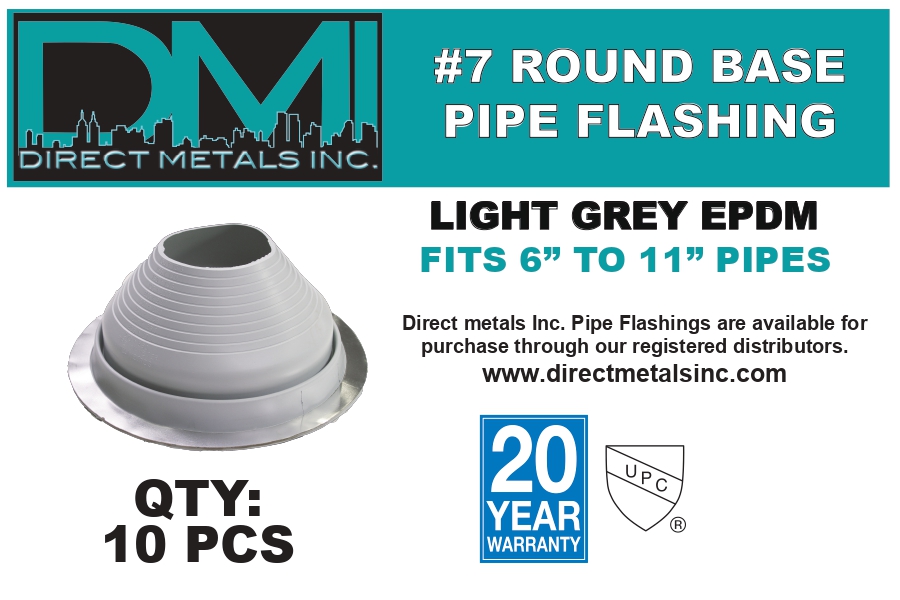 DMI
DIRECT METALS INC.
#7 ROUND BASE
PIPE FLASHING
LIGHT GREY EPDM
FITS 6” TO 11” PIPES
Direct metals Inc. Pipe Flashings are available for
purchase through our registered distributors.
www.directmetalsinc.com
QTY:
10 PCS
20
YEAR
WARRANTY
UPC
®